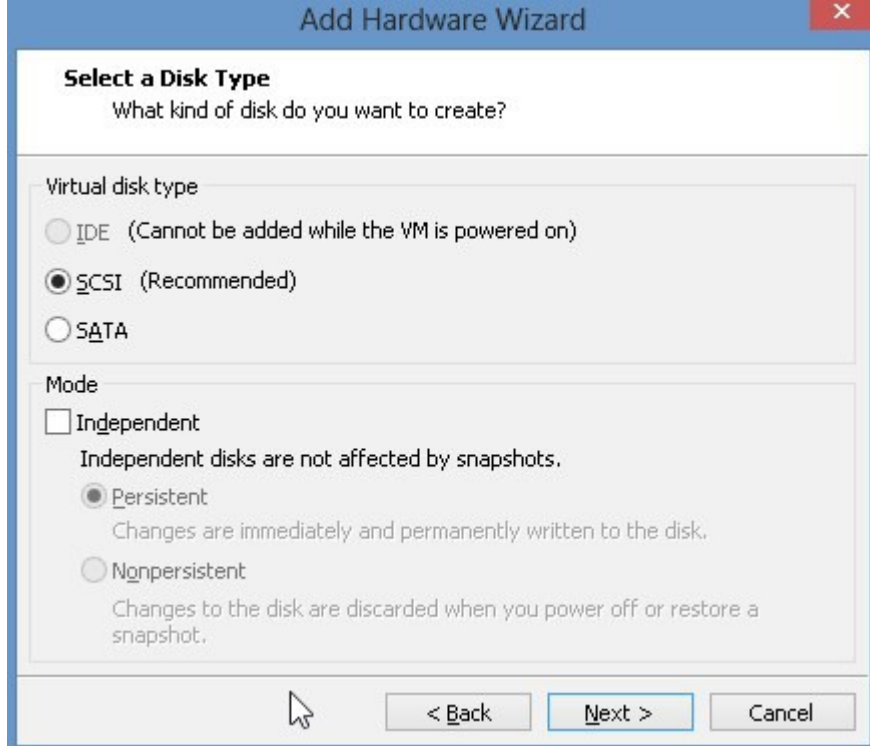 Add Hardware Wizard
Select a Disk Type
What kind of disk do you want to create?
Virtual disk type
IDE (Cannot be added while the VM is powered on)
SCSI (Recommended)
SATA
Mode
Independent
Independent disks are not affected by snapshots.
Persistent
Changes are immediately and permanently written to the disk.
Nonpersistent
Changes to the disk are discarded when you power off or restore a
snapshot.
< Back Next > Cancel